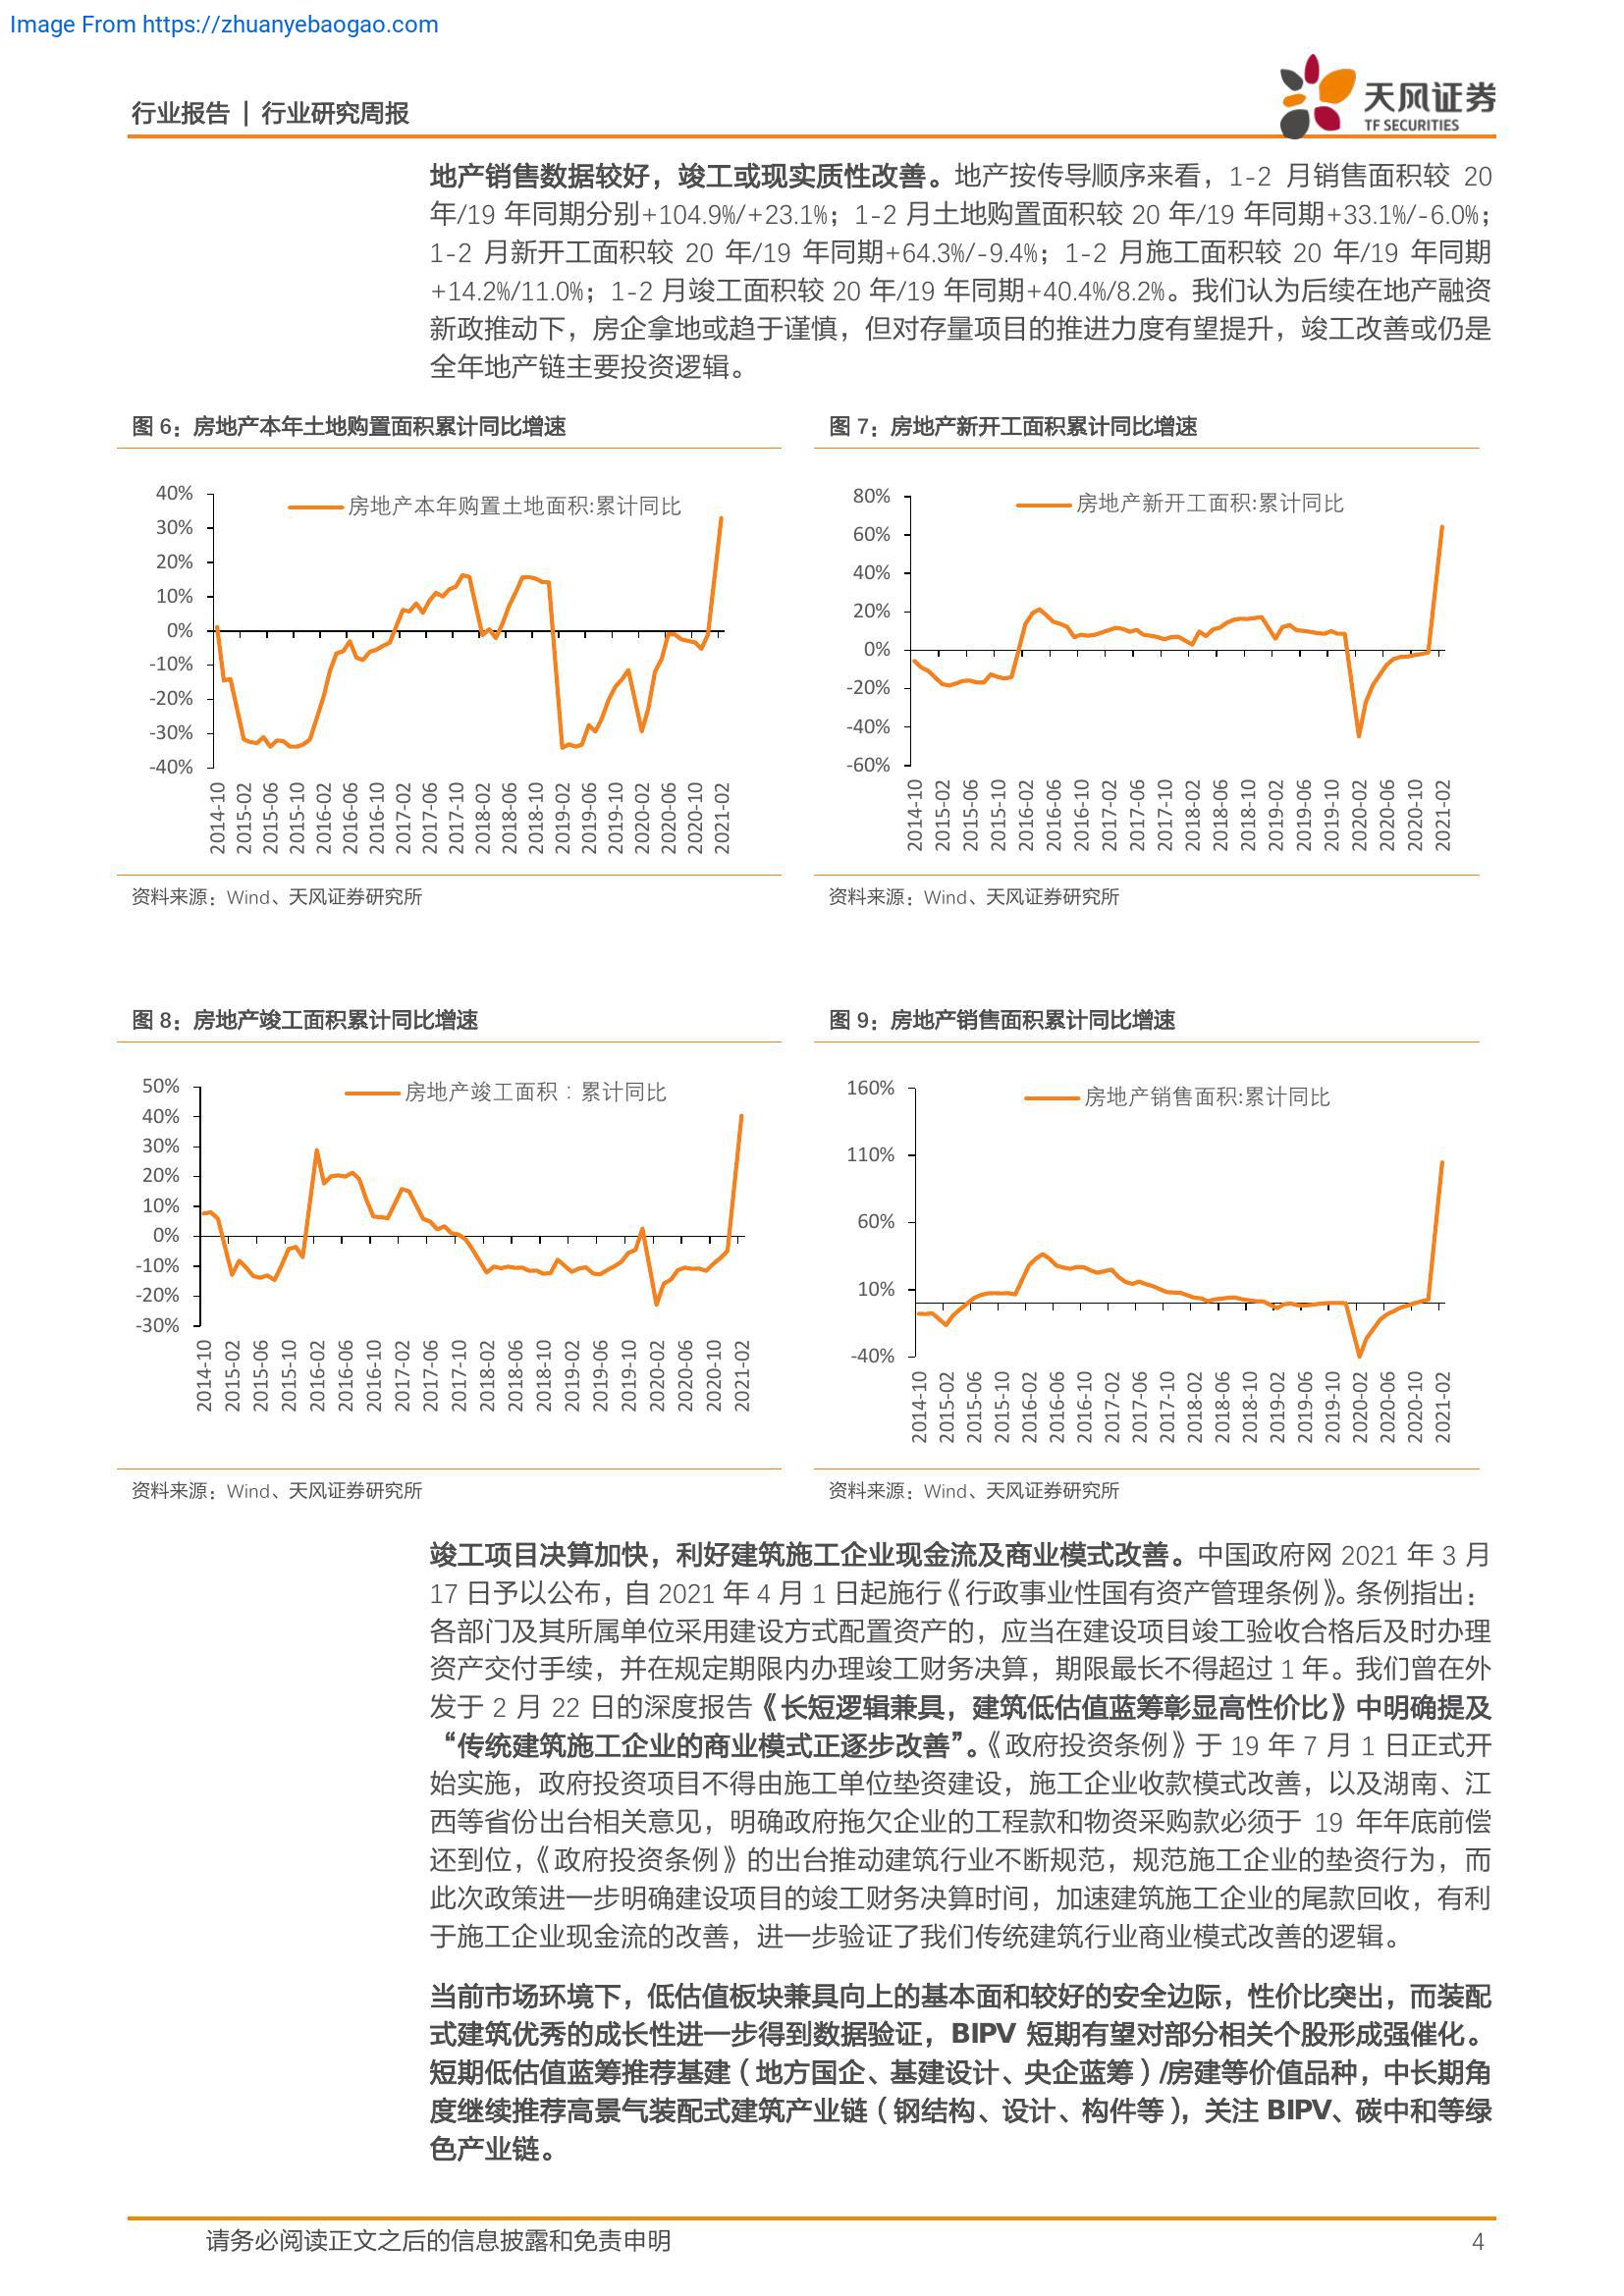 Image From https://zhuanyebaogao.com
行业报告 | 行业研究周报
天风证券
TF SECURITIES
地产销售数据较好，竣工或现实质性改善。地产按传导顺序来看，1-2 月销售面积较 20
年/19 年同期分别+104.9%/+23.1%；1-2 月土地购置面积较 20 年/19 年同期+33.1%/-6.0%；
1-2 月新开工面积较 20 年/19 年同期+64.3%/-9.4%；1-2 月施工面积较 20 年/19 年同期
+14.2%/11.0%；1-2 月竣工面积较 20 年/19 年同期+40.4%/8.2%。我们认为后续在地产融资
新政推动下，房企拿地或趋于谨慎，但对存量项目的推进力度有望提升，竣工改善或仍是
全年地产链主要投资逻辑。
图 6：房地产本年土地购置面积累计同比增速
房地产本年购置土地面积:累计同比
40%
30%
20%
10%
0%
-10%
-20%
-30%
-40%
2014-10 2015-02 2015-06 2015-10 2016-02 2016-06 2016-10 2017-02 2017-06 2017-10 2018-02 2018-06 2018-10 2019-02 2019-06 2019-10 2020-02 2020-06 2020-10 2021-02
资料来源：Wind、天风证券研究所
图 7：房地产新开工面积累计同比增速
房地产新开工面积:累计同比
80%
60%
40%
20%
0%
-20%
-40%
-60%
2014-10 2015-02 2015-06 2015-10 2016-02 2016-06 2016-10 2017-02 2017-06 2017-10 2018-02 2018-06 2018-10 2019-02 2019-06 2019-10 2020-02 2020-06 2020-10 2021-02
资料来源：Wind、天风证券研究所
图 8：房地产竣工面积累计同比增速
房地产竣工面积：累计同比
50%
40%
30%
20%
10%
0%
-10%
-20%
-30%
2014-10 2015-02 2015-06 2015-10 2016-02 2016-06 2016-10 2017-02 2017-06 2017-10 2018-02 2018-06 2018-10 2019-02 2019-06 2019-10 2020-02 2020-06 2020-10 2021-02
资料来源：Wind、天风证券研究所
图 9：房地产销售面积累计同比增速
房地产销售面积:累计同比
160%
110%
60%
10%
-40%
2014-10 2015-02 2015-06 2015-10 2016-02 2016-06 2016-10 2017-02 2017-06 2017-10 2018-02 2018-06 2018-10 2019-02 2019-06 2019-10 2020-02 2020-06 2020-10 2021-02
资料来源：Wind、天风证券研究所
竣工项目决算加快，利好建筑施工企业现金流及商业模式改善。中国政府网 2021 年 3 月
17 日予以公布，自 2021 年 4 月 1 日起施行《行政事业性国有资产管理条例》。条例指出：
各部门及其所属单位采用建设方式配置资产的，应当在建设项目竣工验收合格后及时办理
资产交付手续，并在规定期限内办理竣工财务决算，期限最长不得超过 1 年。我们曾在外
发于 2 月 22 日的深度报告《长短逻辑兼具，建筑低估值蓝筹彰显高性价比》中明确提及
“传统建筑施工企业的商业模式正逐步改善”。《政府投资条例》于 19 年 7 月 1 日正式开
始实施，政府投资项目不得由施工单位垫资建设，施工企业收款模式改善，以及湖南、江
西等省份出台相关意见，明确政府拖欠企业的工程款和物资采购款必须于 19 年年底前偿
还到位，《政府投资条例》的出台推动建筑行业不断规范，规范施工企业的垫资行为，而
此次政策进一步明确建设项目的竣工财务决算时间，加速建筑施工企业的尾款回收，有利
于施工企业现金流的改善，进一步验证了我们传统建筑行业商业模式改善的逻辑。
当前市场环境下，低估值板块兼具向上的基本面和较好的安全边际，性价比突出，而装配
式建筑优秀的成长性进一步得到数据验证，BIPV 短期有望对部分相关个股形成强催化。
短期低估值蓝筹推荐基建（地方国企、基建设计、央企蓝筹）/房建等价值品种，中长期角
度继续推荐高景气装配式建筑产业链（钢结构、设计、构件等），关注 BIPV、碳中和等绿
色产业链。
请务必阅读正文之后的信息披露和免责申明
4